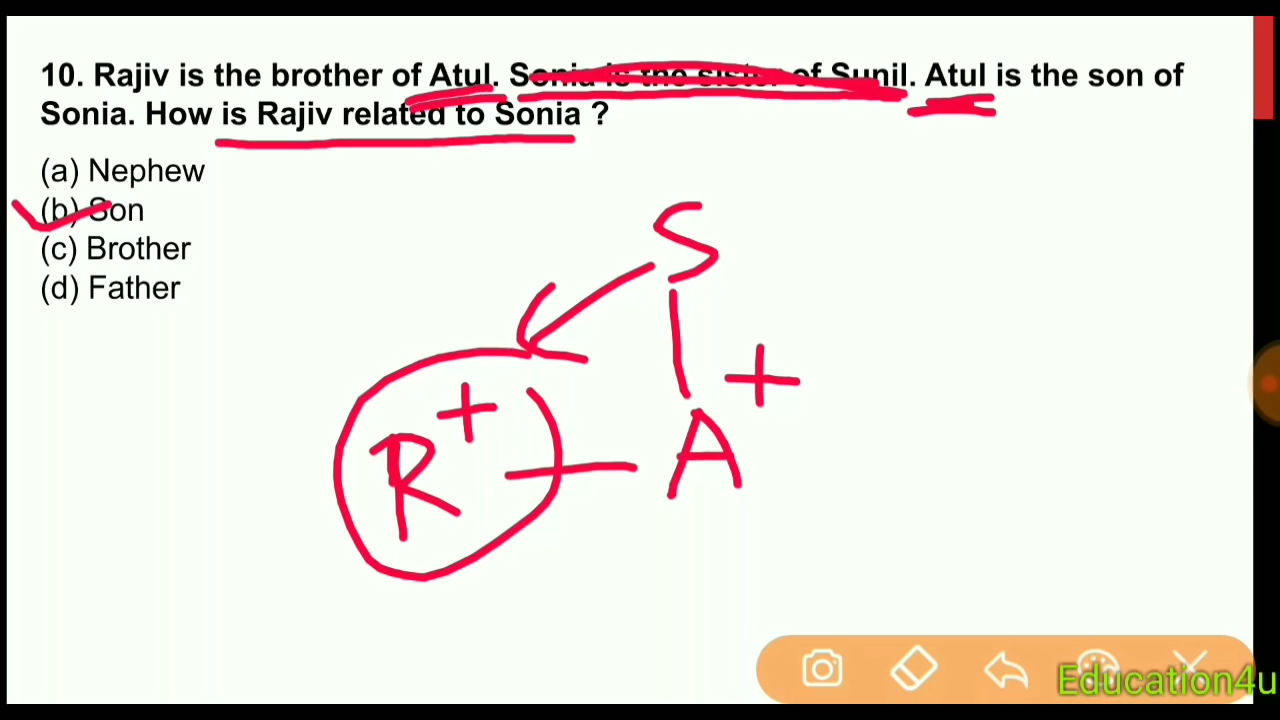 10. Rajiv is the brother of Atul. Sonia is the sister of Sunil. Atul is the son of
Sonia. How is Rajiv related to Sonia ?
(a) Nephew
(b) Son
(c) Brother
(d) Father
S
+
R + A
Education4u